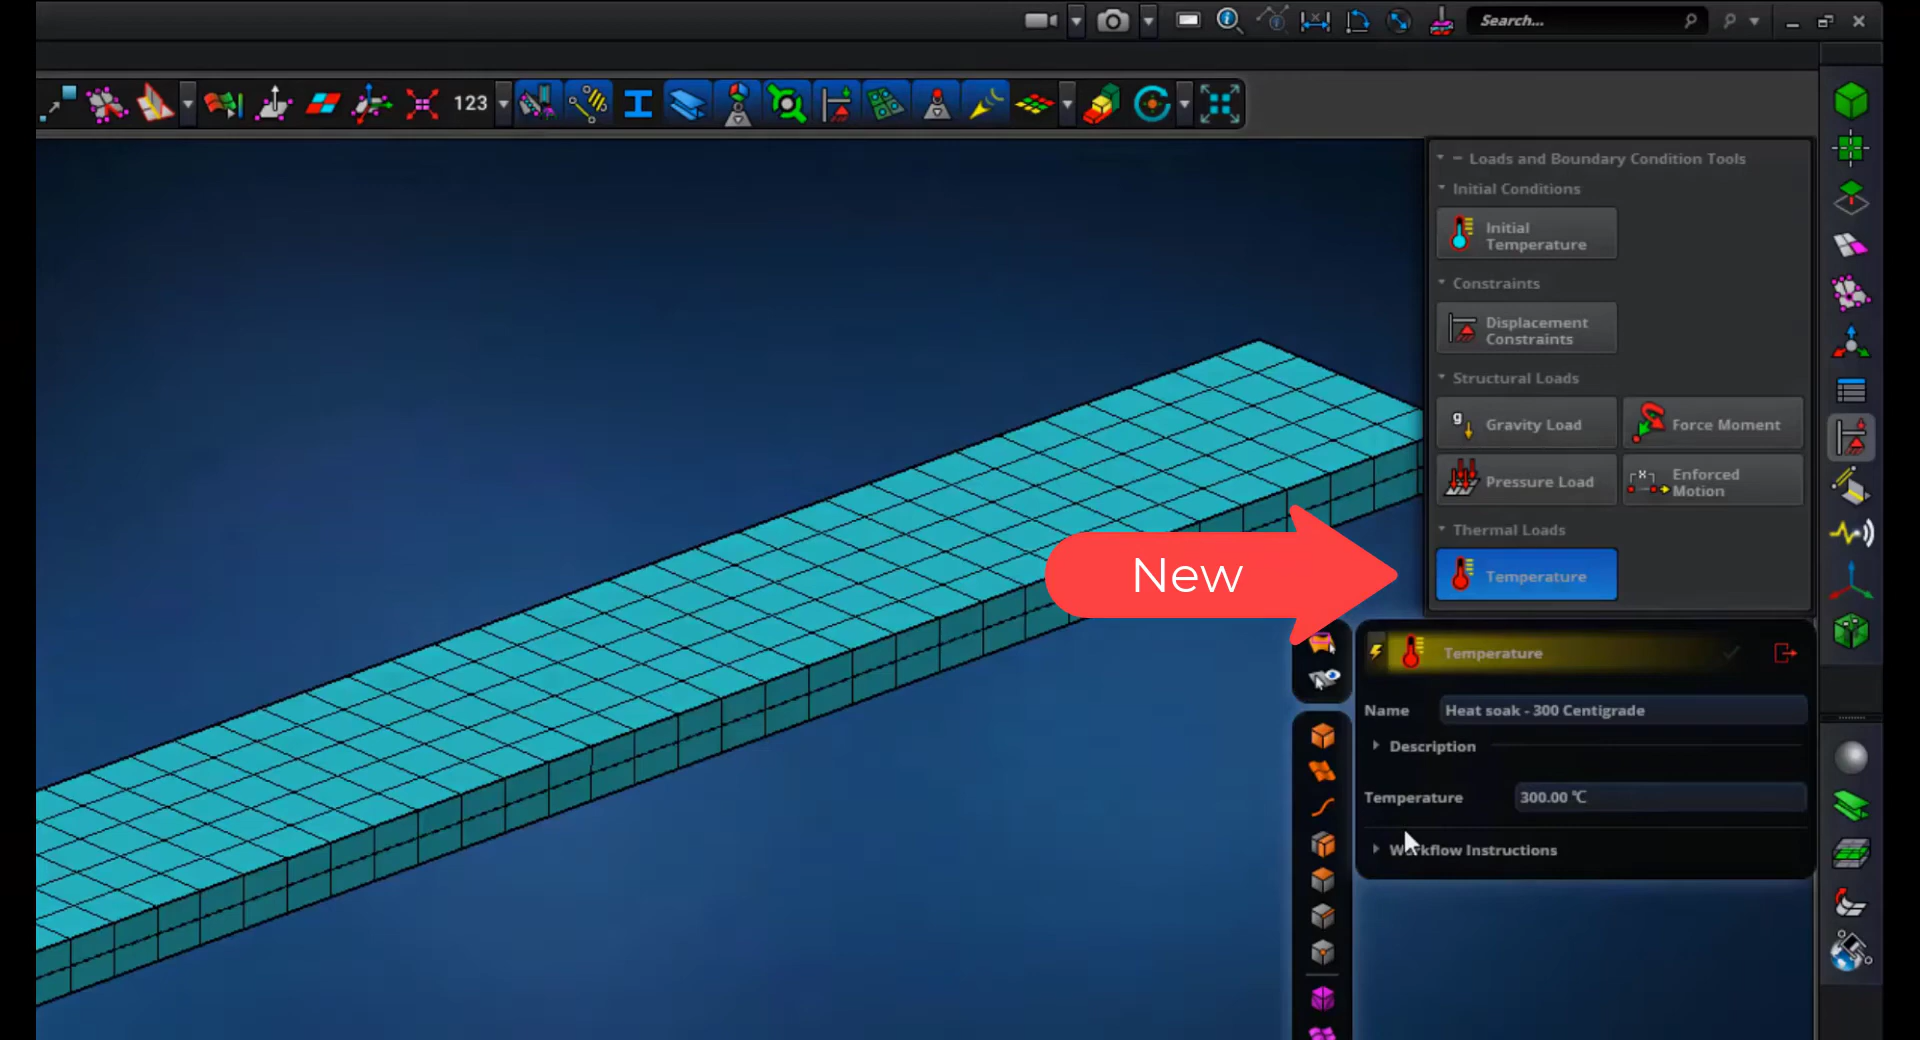 Search...
123
Loads and Boundary Condition Tools
Initial Conditions
Initial
Temperature
Constraints
Displacement
Constraints
Structural Loads
g
Gravity Load
Force Moment
Pressure Load
x
Enforced
Motion
Thermal Loads
New
Temperature
Temperature
Name
Heat soak - 300 Centigrade
Description
Temperature
300.00 °C
Workflow Instructions